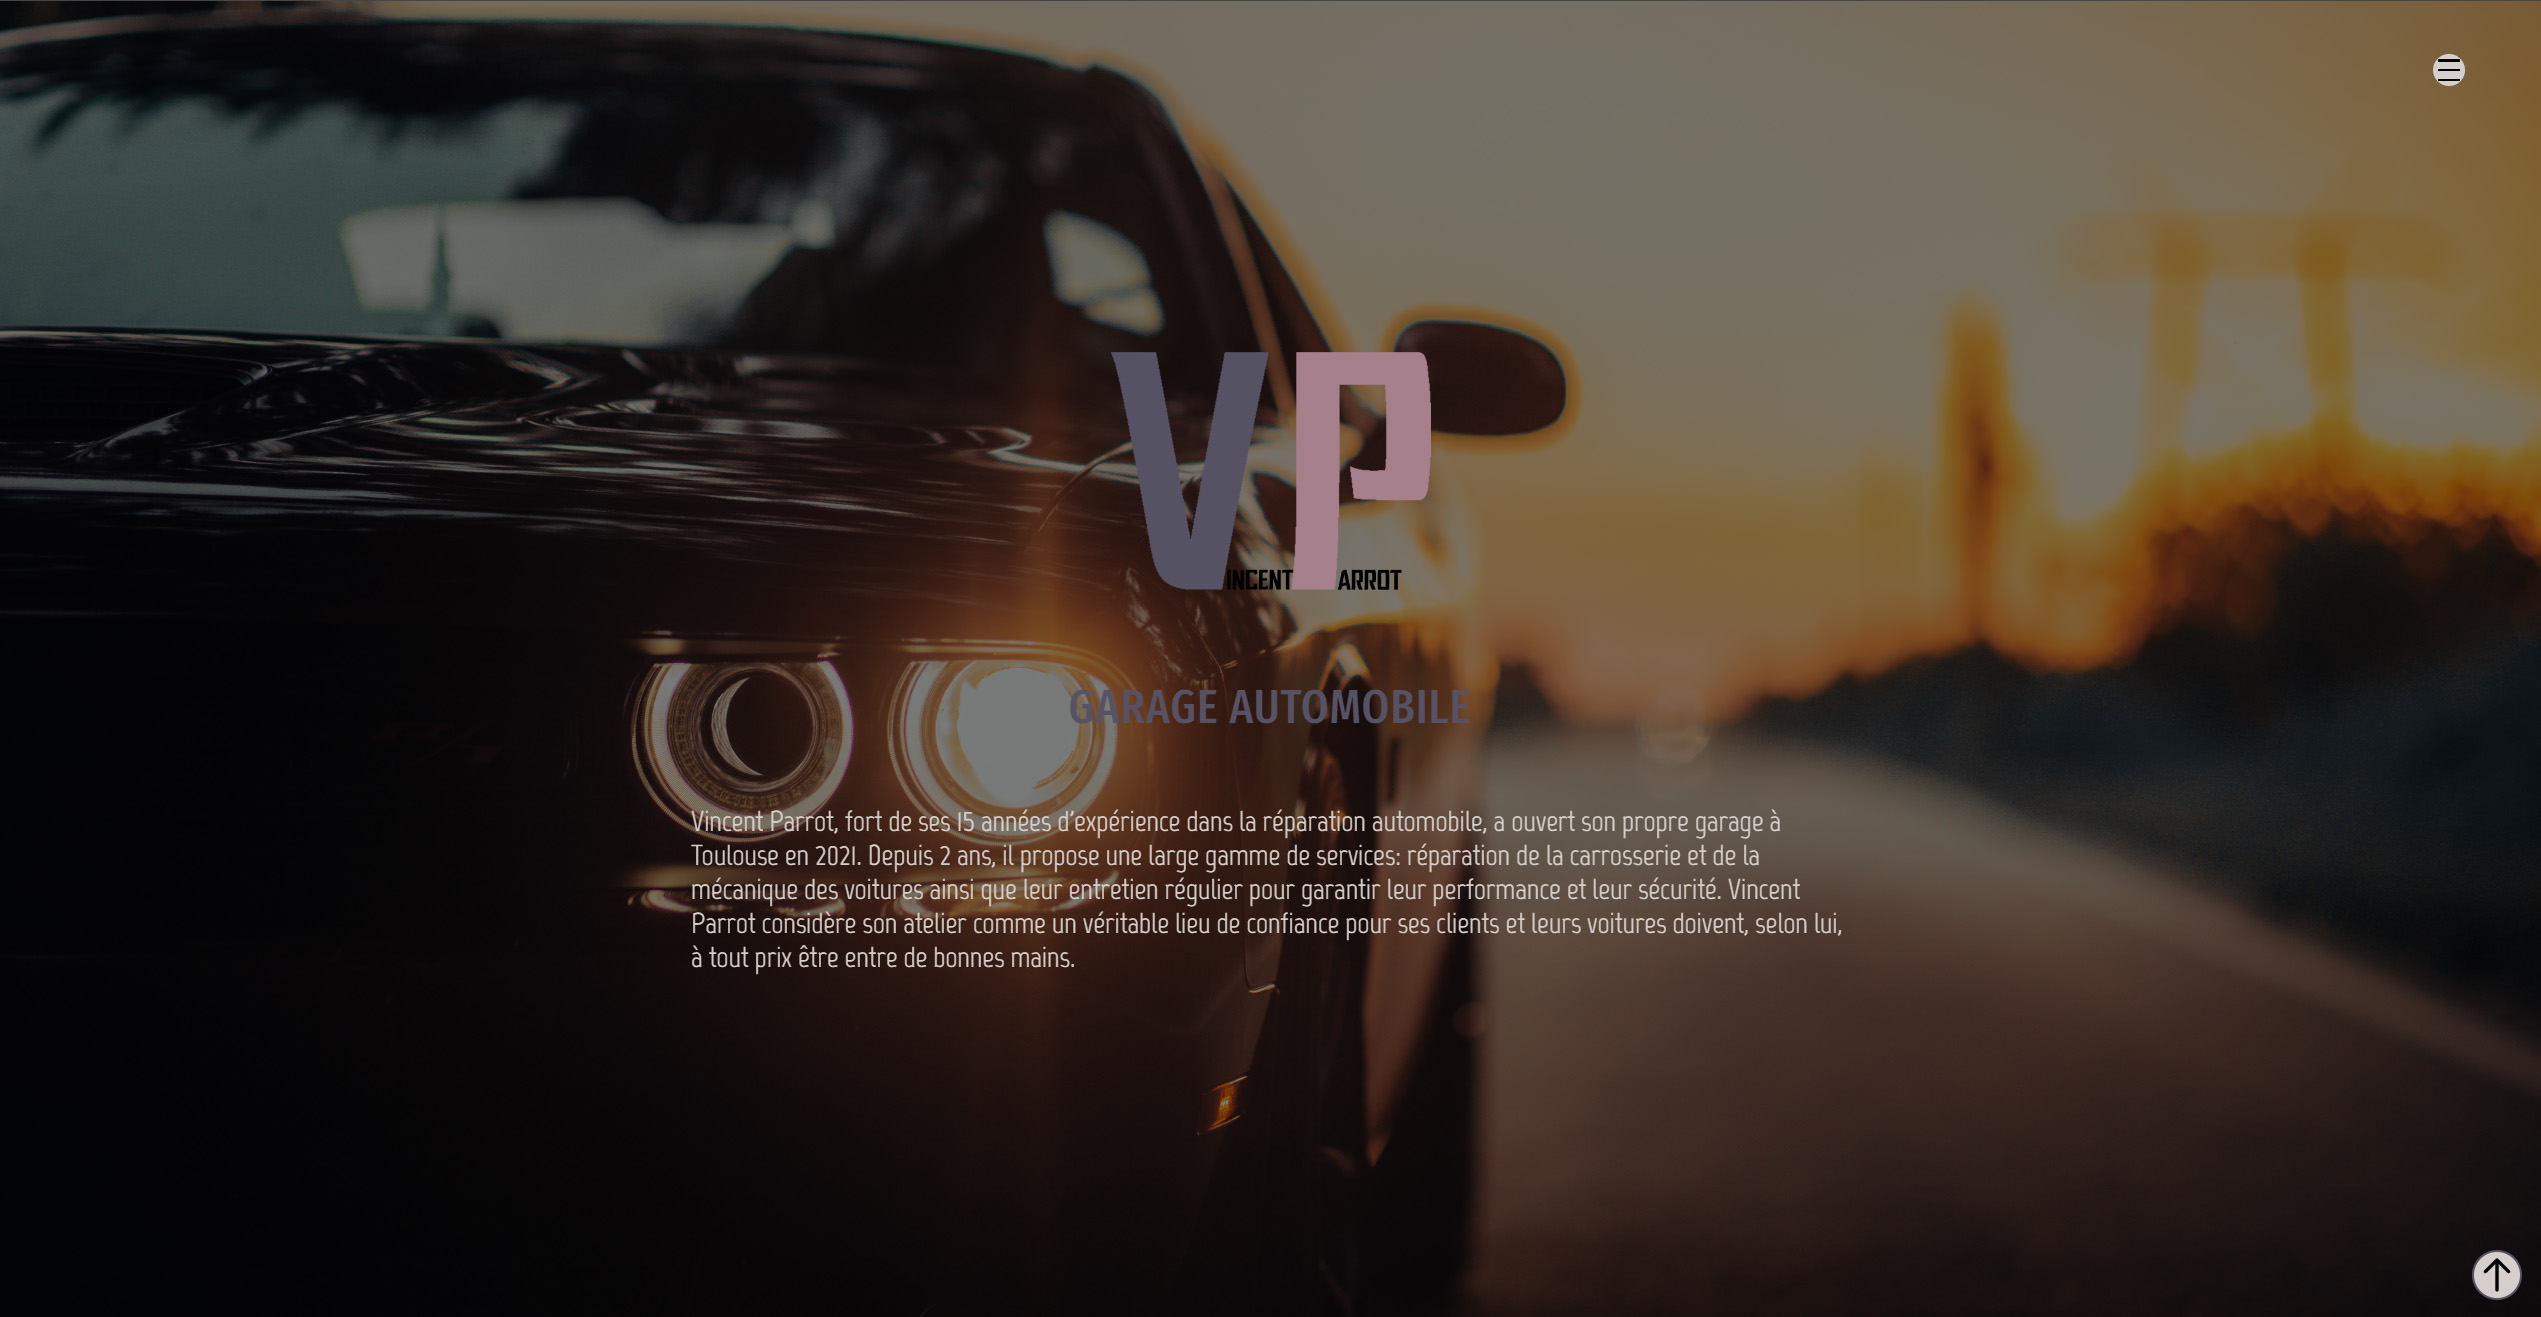 VP
VINCENT PARROT
GARAGE AUTOMOBILE
Vincent Parrot, fort de ses 15 années d'expérience dans la réparation automobile, a ouvert son propre garage à
Toulouse en 2021. Depuis 2 ans, il propose une large gamme de services: réparation de la carrosserie et de la
mécanique des voitures ainsi que leur entretien régulier pour garantir leur performance et leur sécurité. Vincent
Parrot considère son atelier comme un véritable lieu de confiance pour ses clients et leurs voitures doivent, selon lui,
à tout prix être entre de bonnes mains.